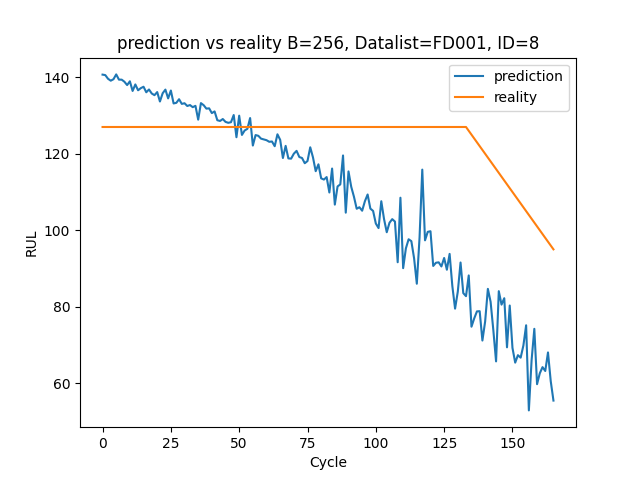 prediction vs reality B=256, Datalist=FD001, ID=8
prediction
reality
140
120
100
80
60
RUL
0 25 50 75 100 125 150
Cycle